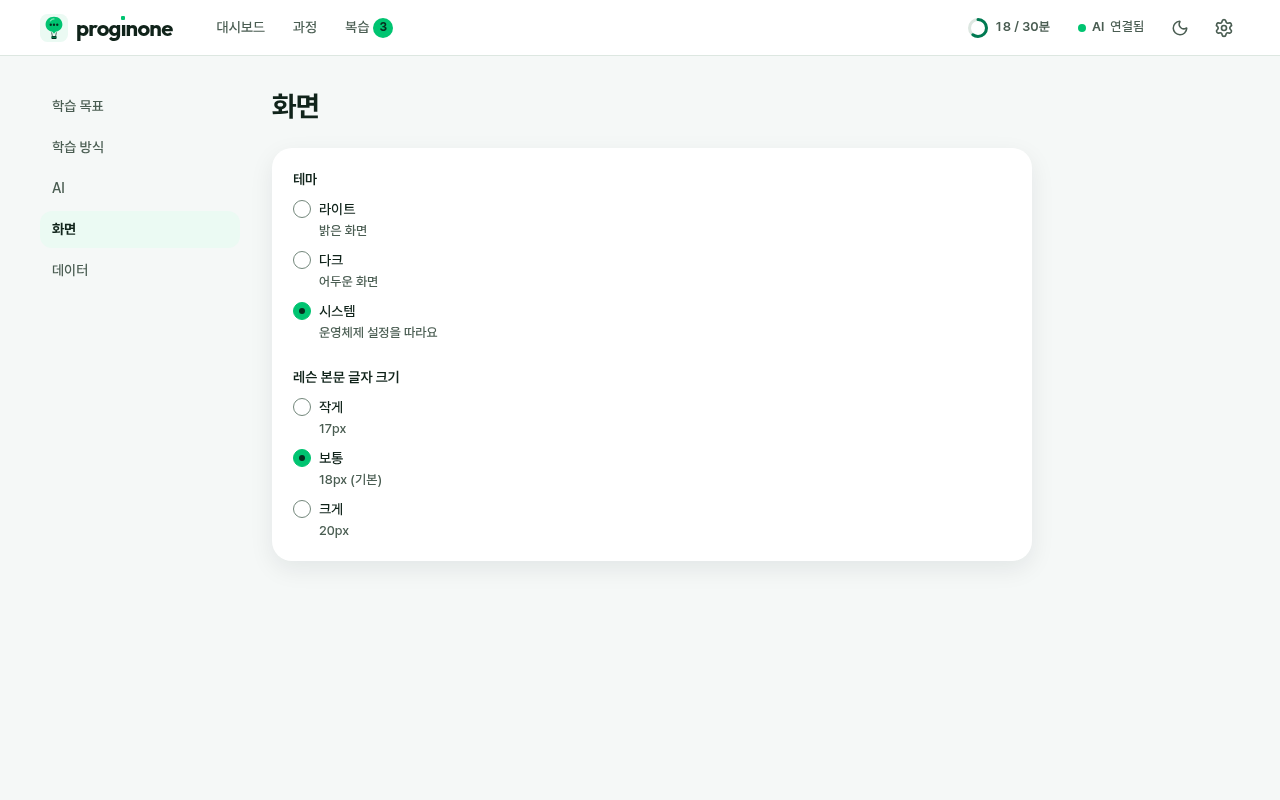 proginone
대시보드
과정
복습 3
18 / 30분
AI 연결됨
학습 목표
학습 방식
AI
화면
데이터
화면
테마
라이트
밝은 화면
다크
어두운 화면
시스템
운영체제 설정을 따라요
레슨 본문 글자 크기
작게
17px
보통
18px (기본)
크게
20px